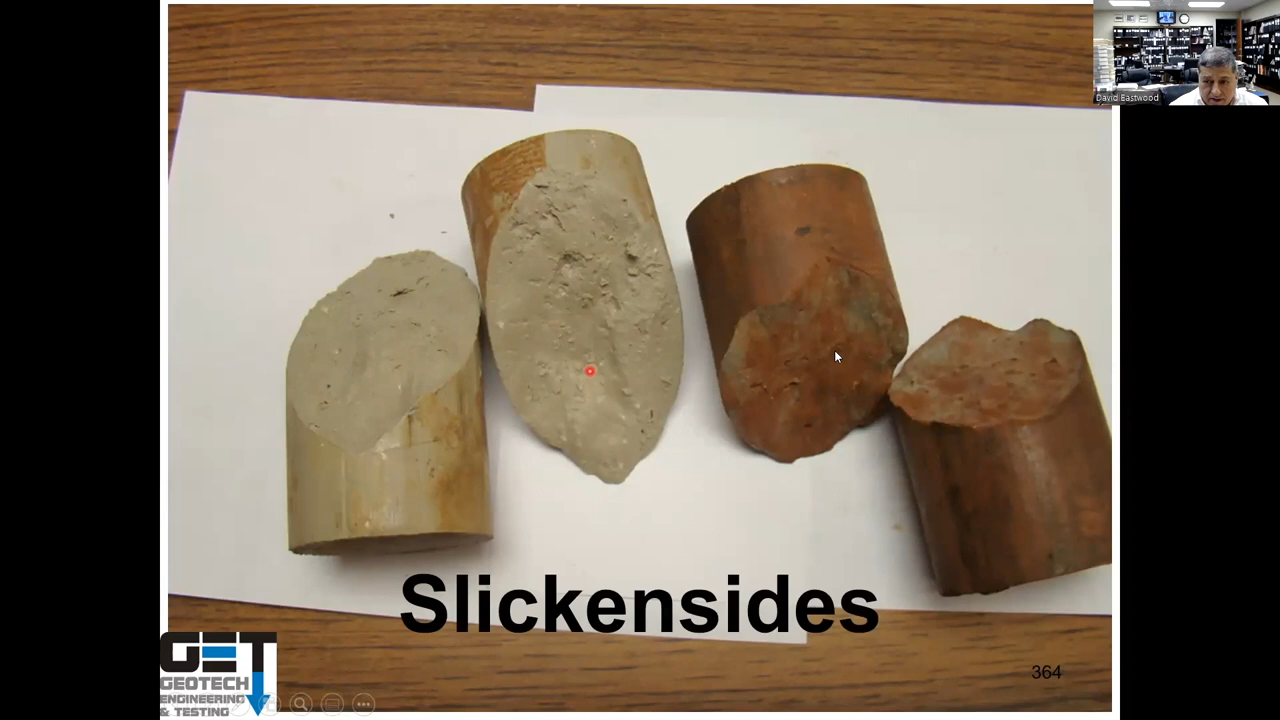 David Eastwood
Slickensides
364
GET
GEOTECH
ENGINEERING
& TESTING